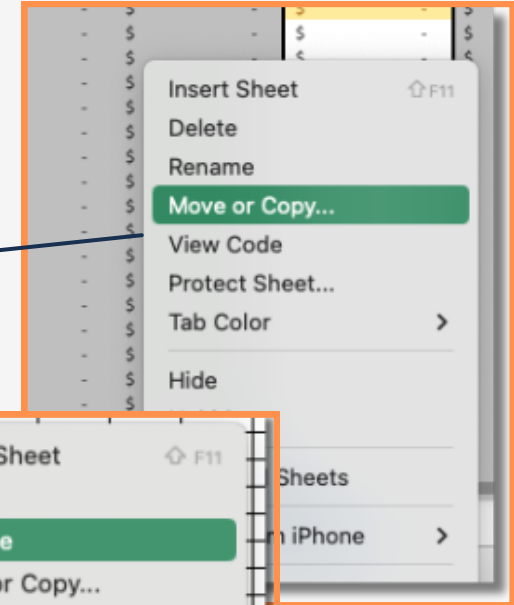 Insert Sheet ⇧F11
Delete
Rename
Move or Copy...
View Code
Protect Sheet...
Tab Color >
Hide
Sheets
iPhone >
Sheet ⇧ F11
or Copy...